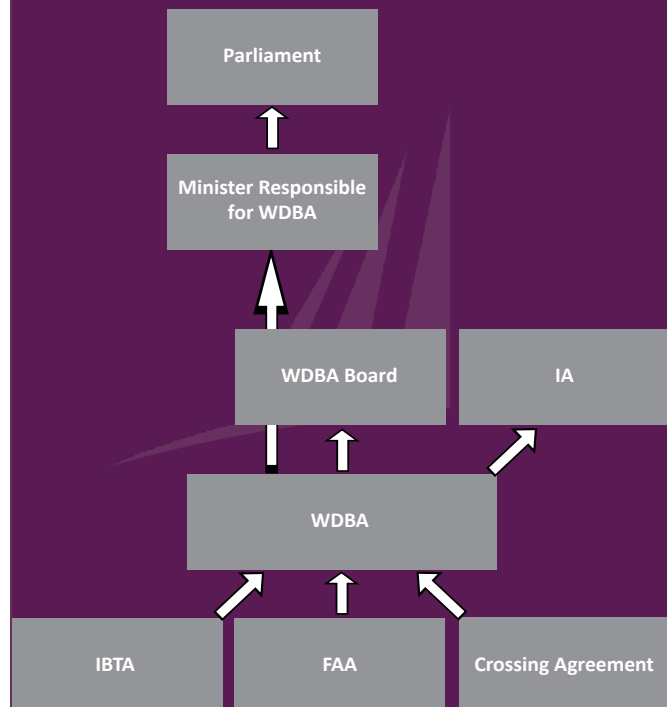 Parliament
Minister Responsible
for WDBA
WDBA Board
IA
WDBA
IBTA
FAA
Crossing Agreement